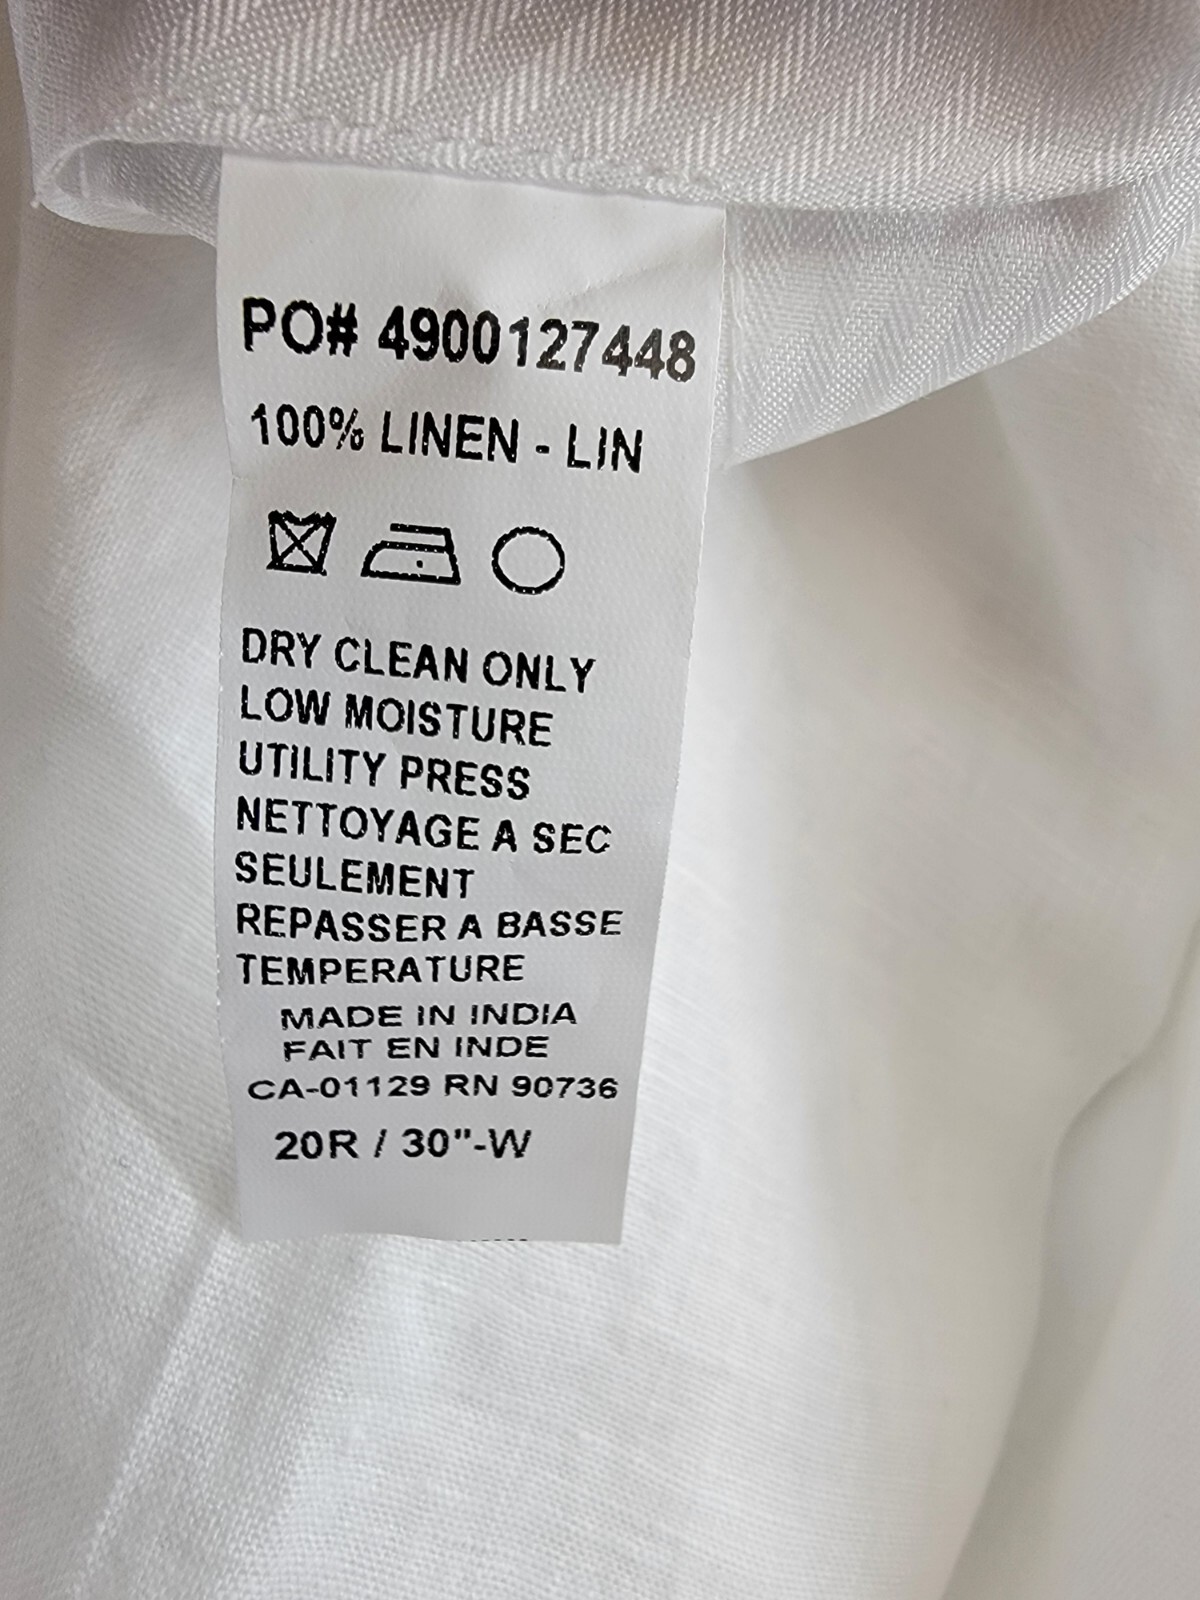 PO# 4900127448
100% LINEN - LIN
DRY CLEAN ONLY
LOW MOISTURE
UTILITY PRESS
NETTOYAGE A SEC
SEULEMENT
REPASSER A BASSE
TEMPERATURE
MADE IN INDIA
FAIT EN INDE
CA-01129 RN 90736
20R / 30"-W